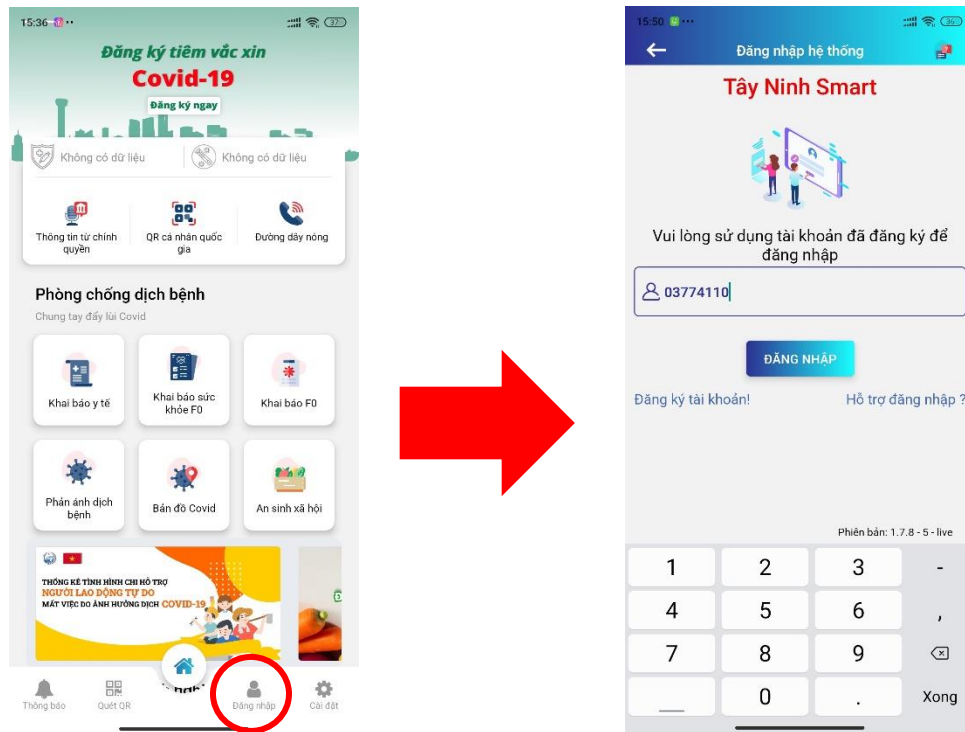 15:36
37
Đăng ký tiêm vắc xin
Covid-19
Đăng ký ngay
Không có dữ liệu
Không có dữ liệu
Thông tin từ chính
quyền
QR cá nhân quốc
gia
Đường dây nóng
Phòng chống dịch bệnh
Chung tay đẩy lùi Covid
Khai báo y tế
Khai báo sức
khỏe F0
Khai báo F0
Phản ánh dịch
bệnh
Bản đồ Covid
An sinh xã hội
THỐNG KÊ TÌNH HÌNH CHI HỖ TRỢ
NGƯỜI LAO ĐỘNG TỰ DO
MẤT VIỆC DO ẢNH HƯỞNG DỊCH COVID-19
Thông báo
Quét QR
Đăng nhập
Cài đặt
15:50
36
Đăng nhập hệ thống
Tây Ninh Smart
Vui lòng sử dụng tài khoản đã đăng ký để
đăng nhập
03774110
ĐĂNG NHẬP
Đăng ký tài khoản!
Hỗ trợ đăng nhập ?
Phiên bản: 1.7.8 - 5 - live
1 2 3 -
4 5 6 ,
7 8 9
_ 0 . Xong